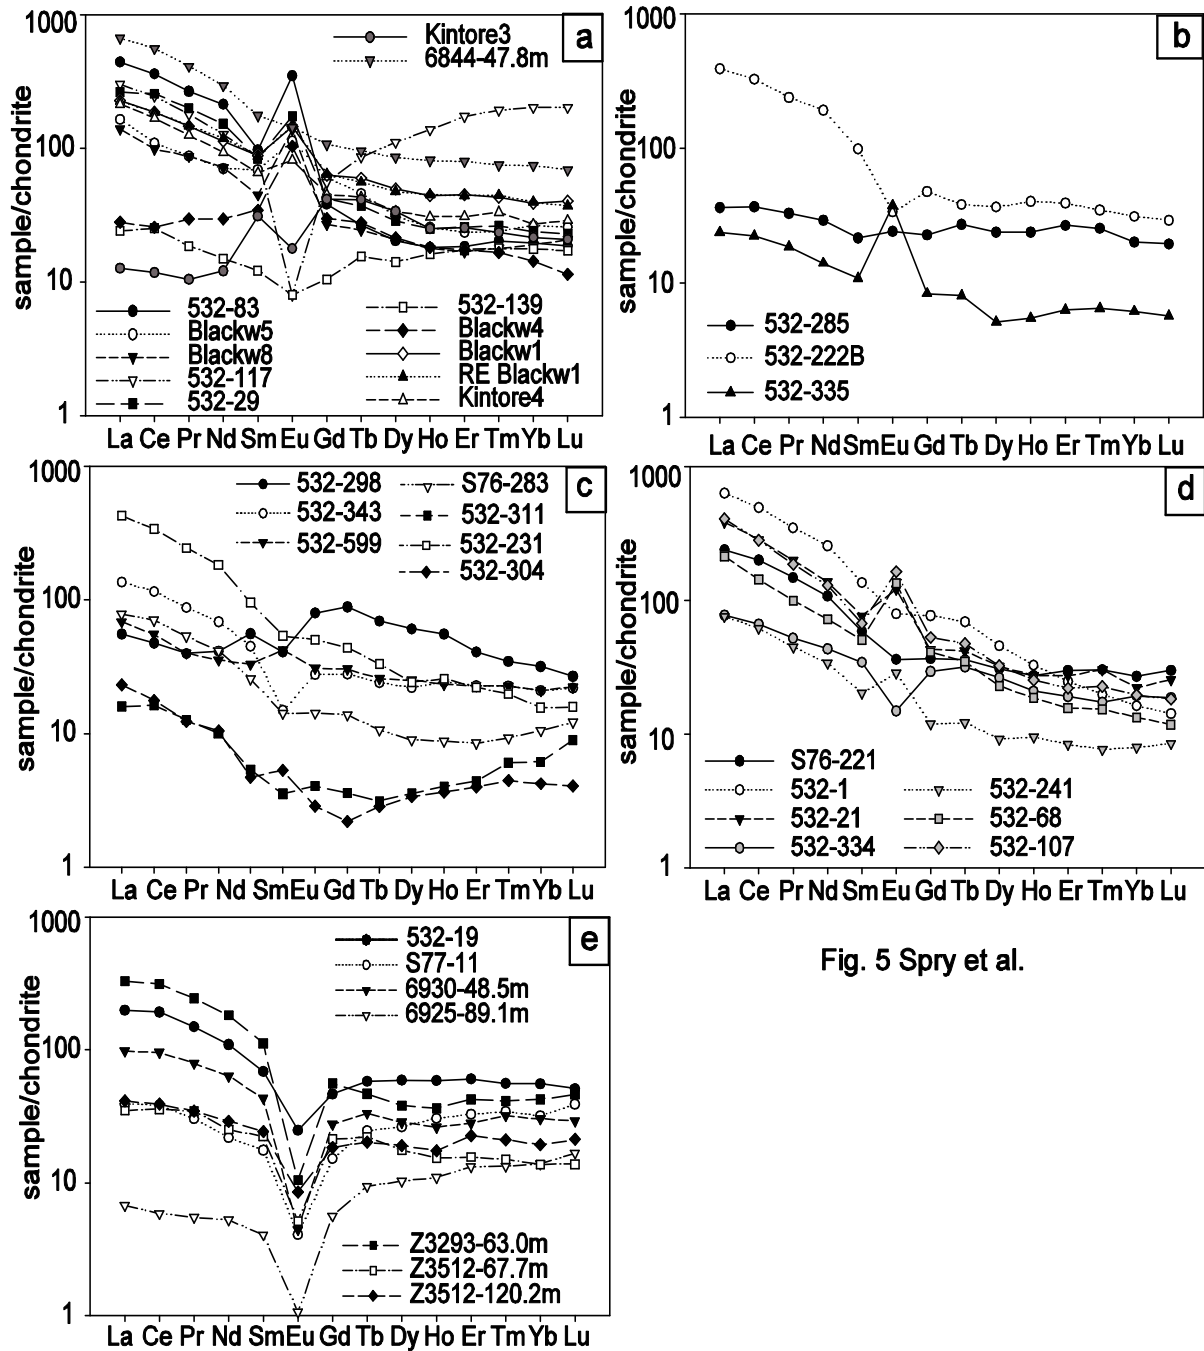 a
1000
100
10
1
sample/chondrite
Kintore3
6844-47.8m
532-83
Blackw5
Blackw8
532-117
532-29
532-139
Blackw4
Blackw1
RE Blackw1
Kintore4
La Ce Pr Nd Sm Eu Gd Tb Dy Ho Er Tm Yb Lu
b
1000
100
10
1
sample/chondrite
532-285
532-222B
532-335
La Ce Pr Nd Sm Eu Gd Tb Dy Ho Er Tm Yb Lu
c
1000
100
10
1
sample/chondrite
532-298
532-343
532-599
S76-283
532-311
532-231
532-304
La Ce Pr Nd Sm Eu Gd Tb Dy Ho Er Tm Yb Lu
d
1000
100
10
1
sample/chondrite
S76-221
532-1
532-21
532-334
532-241
532-68
532-107
La Ce Pr Nd Sm Eu Gd Tb Dy Ho Er Tm Yb Lu
e
1000
100
10
1
sample/chondrite
532-19
S77-11
6930-48.5m
6925-89.1m
Z3293-63.0m
Z3512-67.7m
Z3512-120.2m
La Ce Pr Nd Sm Eu Gd Tb Dy Ho Er Tm Yb Lu
Fig. 5 Spry et al.